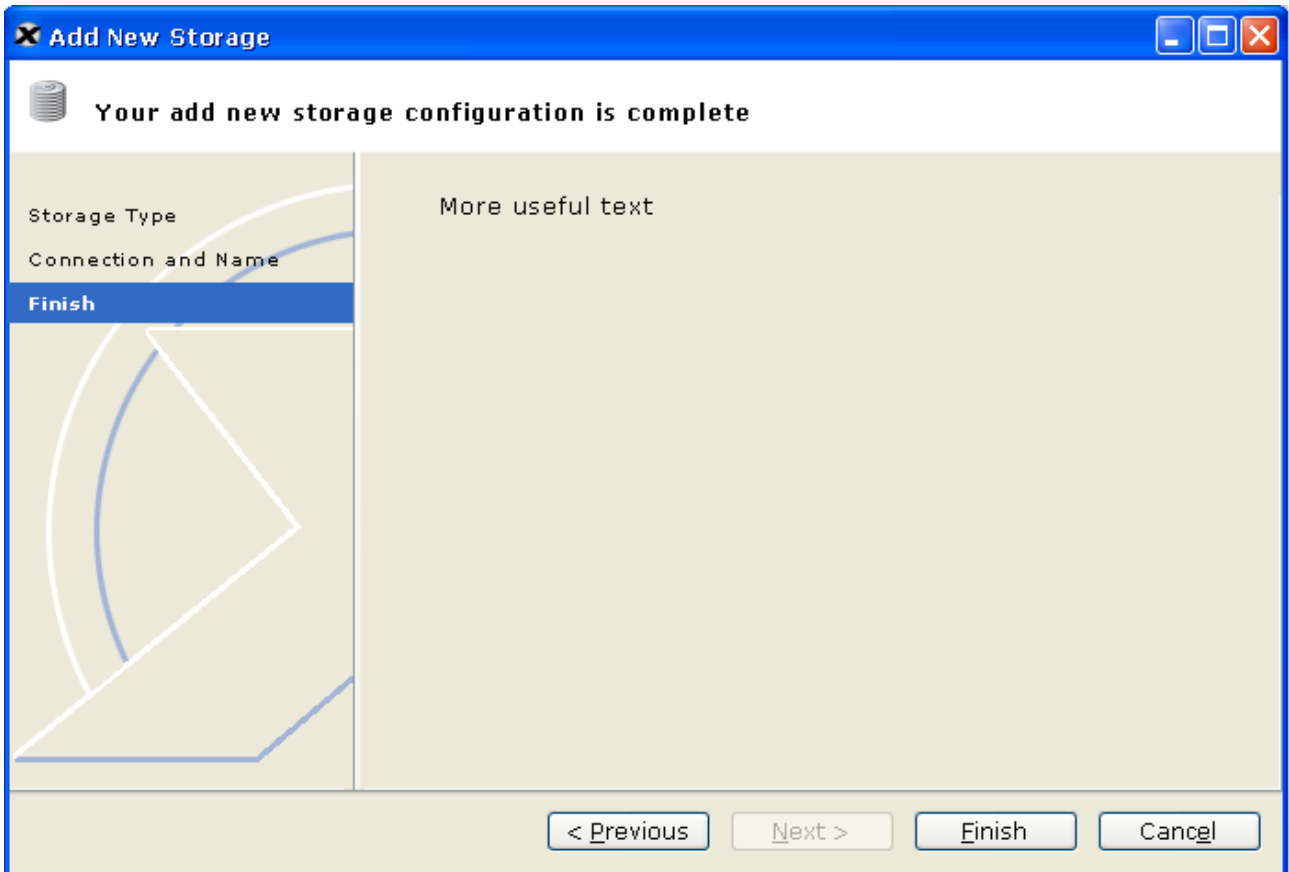 Add New Storage
Your add new storage configuration is complete
Storage Type
Connection and Name
Finish
More useful text
< Previous
Next >
Finish
Cancel